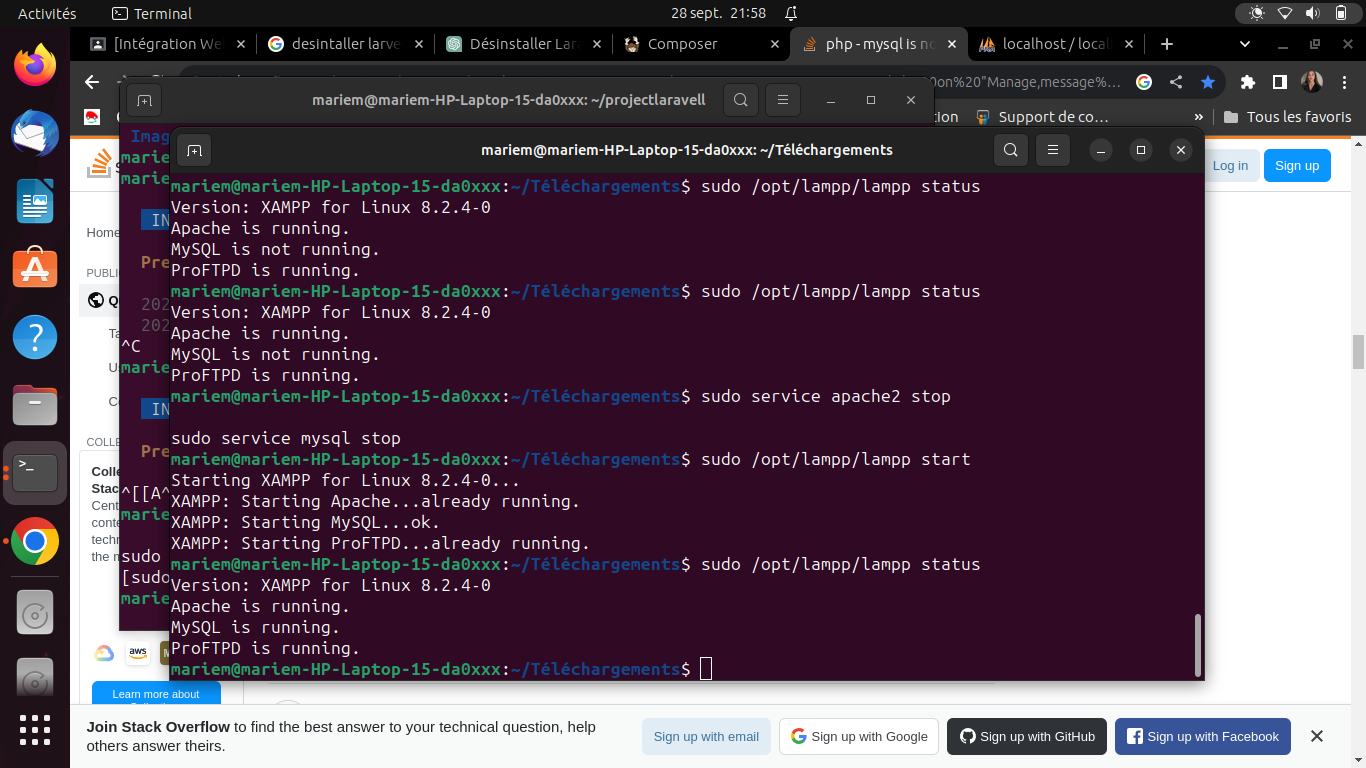 Activités
Terminal
28 sept. 21:58
[Intégration We
desintaller larve
Désinstaller Lar
Composer
php - mysql is no
localhost / local
on%20"Manage,message%…
mariem@mariem-HP-Laptop-15-da0xxx: ~/projectlaravell
Support de co…
Tous les favoris
mariem@mariem-HP-Laptop-15-da0xxx: ~/Téléchargements
Log in
Sign up
Home
PUBLI
COLLE
Colle
Stac
the m
Imag
marie
marie
IN
Pre
202
202
^C
marie
IN
Pre
^[[A^
marie
sudo
[sudo
marie
mariem@mariem-HP-Laptop-15-da0xxx:~/Téléchargements$ sudo /opt/lampp/lampp status
Version: XAMPP for Linux 8.2.4-0
Apache is running.
MySQL is not running.
ProFTPD is running.
mariem@mariem-HP-Laptop-15-da0xxx:~/Téléchargements$ sudo /opt/lampp/lampp status
Version: XAMPP for Linux 8.2.4-0
Apache is running.
MySQL is not running.
ProFTPD is running.
mariem@mariem-HP-Laptop-15-da0xxx:~/Téléchargements$ sudo service apache2 stop
sudo service mysql stop
mariem@mariem-HP-Laptop-15-da0xxx:~/Téléchargements$ sudo /opt/lampp/lampp start
Starting XAMPP for Linux 8.2.4-0...
XAMPP: Starting Apache...already running.
XAMPP: Starting MySQL...ok.
XAMPP: Starting ProFTPD...already running.
mariem@mariem-HP-Laptop-15-da0xxx:~/Téléchargements$ sudo /opt/lampp/lampp status
Version: XAMPP for Linux 8.2.4-0
Apache is running.
MySQL is running.
ProFTPD is running.
mariem@mariem-HP-Laptop-15-da0xxx:~/Téléchargements$
aws
Learn more about
Join Stack Overflow to find the best answer to your technical question, help
others answer theirs.
Sign up with email
Sign up with Google
Sign up with GitHub
Sign up with Facebook